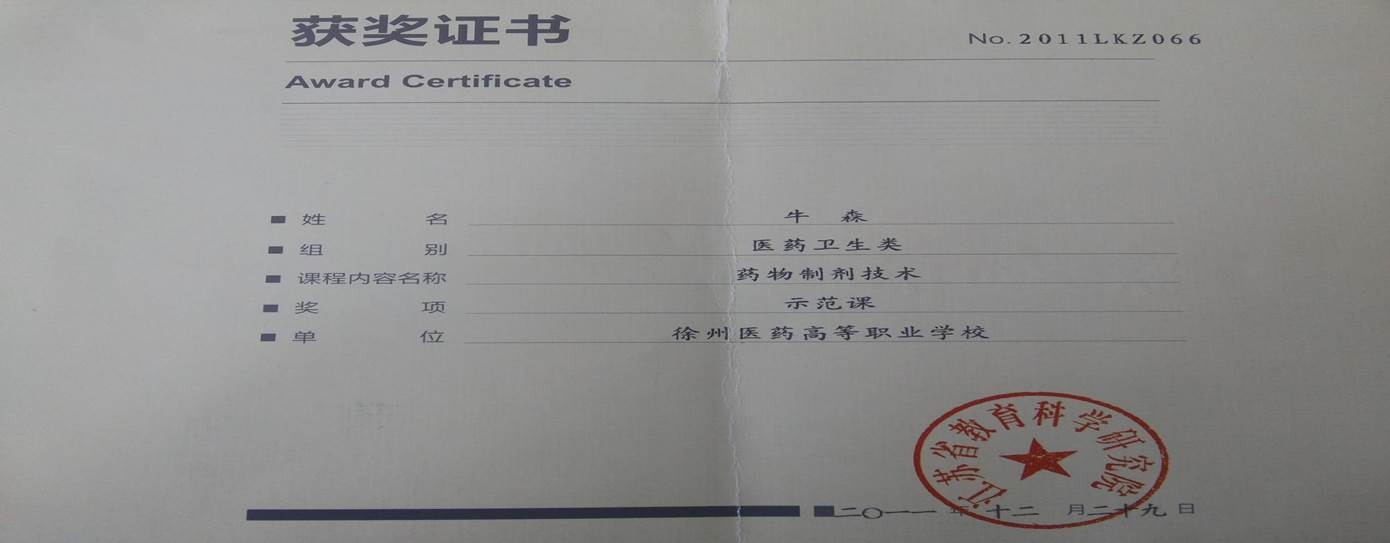 获奖证书
No. 2011LKZ066
Award Certificate
姓名 牛森
组别 医药卫生类
课程内容名称 药物制剂技术
奖项 示范课
单位 徐州医药高等职业学校
江苏省教育科学研究院
二〇一一年十二月二十九日